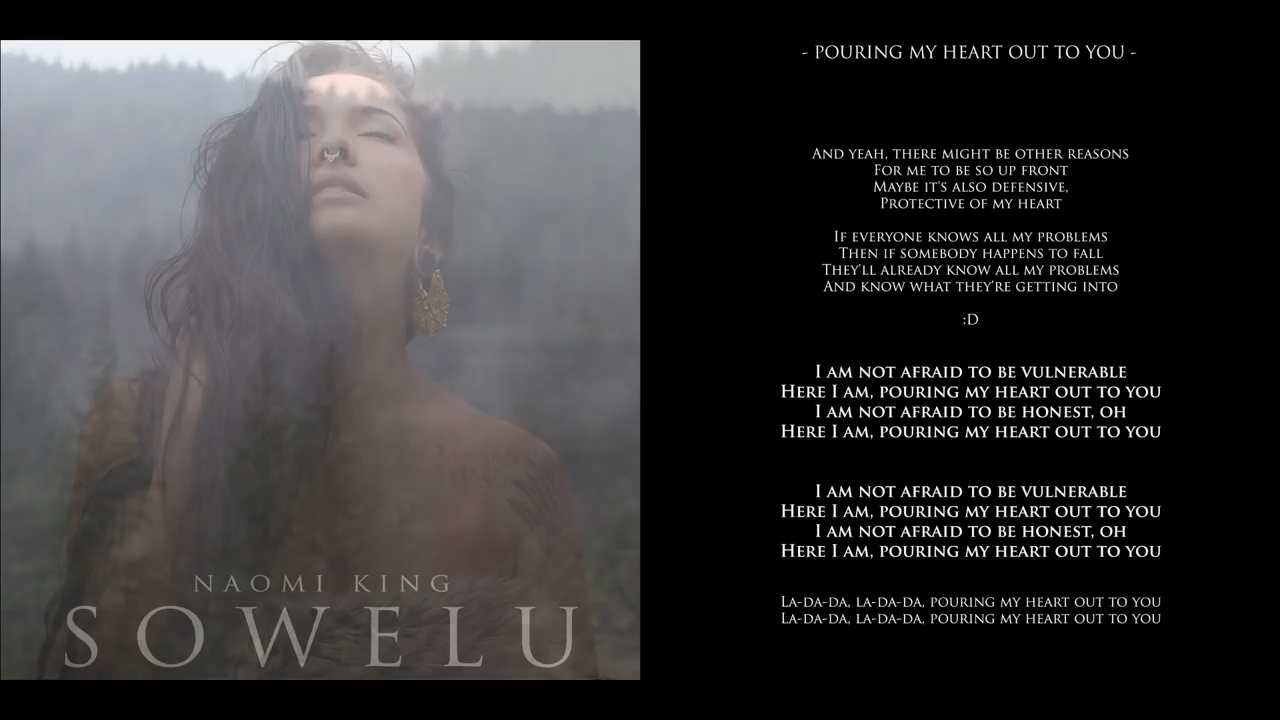 NAOMI KING
SOWELU
- POURING MY HEART OUT TO YOU -
AND YEAH, THERE MIGHT BE OTHER REASONS
FOR ME TO BE SO UP FRONT
MAYBE IT'S ALSO DEFENSIVE,
PROTECTIVE OF MY HEART
IF EVERYONE KNOWS ALL MY PROBLEMS
THEN IF SOMEBODY HAPPENS TO FALL
THEY'LL ALREADY KNOW ALL MY PROBLEMS
AND KNOW WHAT THEY'RE GETTING INTO
:D
I AM NOT AFRAID TO BE VULNERABLE
HERE I AM, POURING MY HEART OUT TO YOU
I AM NOT AFRAID TO BE HONEST, OH
HERE I AM, POURING MY HEART OUT TO YOU
I AM NOT AFRAID TO BE VULNERABLE
HERE I AM, POURING MY HEART OUT TO YOU
I AM NOT AFRAID TO BE HONEST, OH
HERE I AM, POURING MY HEART OUT TO YOU
LA-DA-DA, LA-DA-DA, POURING MY HEART OUT TO YOU
LA-DA-DA, LA-DA-DA, POURING MY HEART OUT TO YOU